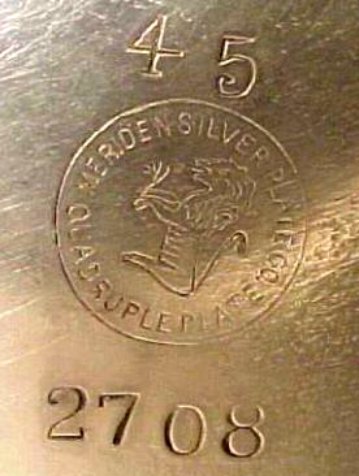 45
MERIDEN SILVER PLATE CO
QUADRUPLE PLATE
2708